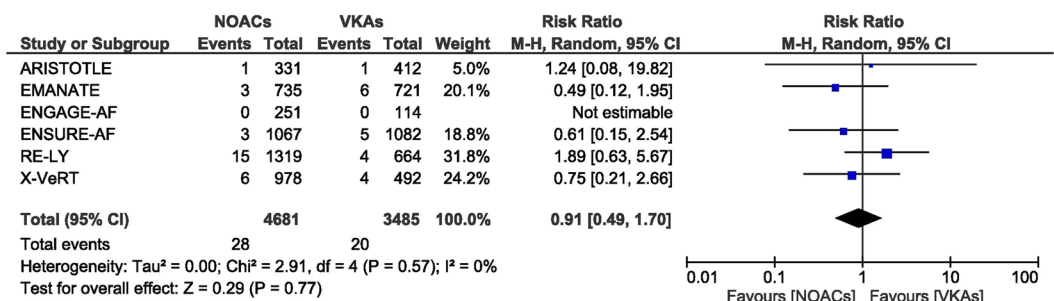 NOACs VKAs Risk Ratio Risk Ratio
Study or Subgroup Events Total Events Total Weight M-H, Random, 95% CI M-H, Random, 95% CI
ARISTOTLE 1 331 1 412 5.0% 1.24 [0.08, 19.82]
EMANATE 3 735 6 721 20.1% 0.49 [0.12, 1.95]
ENGAGE-AF 0 251 0 114 Not estimable
ENSURE-AF 3 1067 5 1082 18.8% 0.61 [0.15, 2.54]
RE-LY 15 1319 4 664 31.8% 1.89 [0.63, 5.67]
X-VeRT 6 978 4 492 24.2% 0.75 [0.21, 2.66]
Total (95% CI) 4681 3485 100.0% 0.91 [0.49, 1.70]
Total events 28 20
Heterogeneity: Tau² = 0.00; Chi² = 2.91, df = 4 (P = 0.57); I² = 0%
Test for overall effect: Z = 0.29 (P = 0.77)
0.01 0.1 1 10 100
Favours [NOACs] Favours [VKAs]